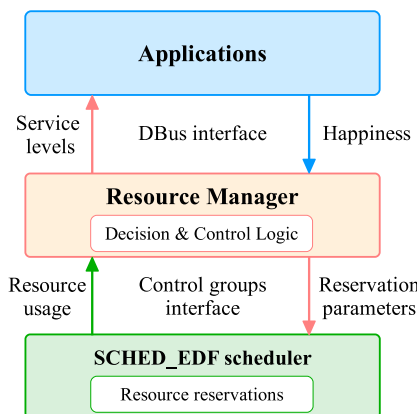 Applications
Service
levels
DBus interface
Happiness
Resource Manager
Decision & Control Logic
Resource
usage
Control groups
interface
Reservation
parameters
SCHED_EDF scheduler
Resource reservations